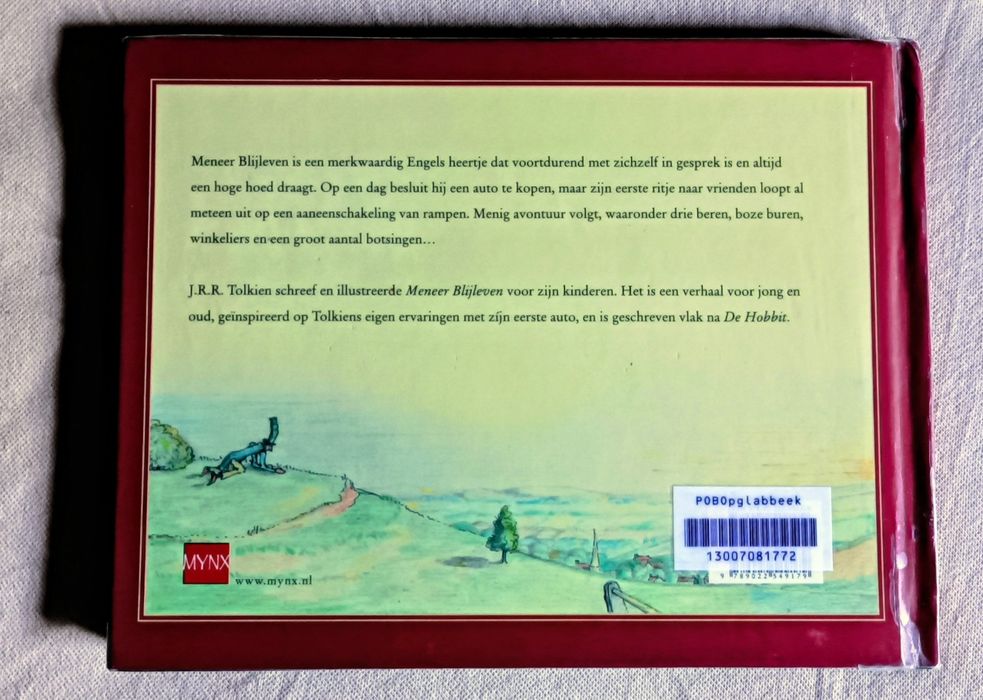 Meneer Blijleven is een merkwaardig Engels heertje dat voortdurend met zichzelf in gesprek is en altijd
een hoge hoed draagt. Op een dag besluit hij een auto te kopen, maar zijn eerste ritje naar vrienden loopt al
meteen uit op een aaneenschakeling van rampen. Menig avontuur volgt, waaronder drie beren, boze buren,
winkeliers en een groot aantal botsingen…
J.R.R. Tolkien schreef en illustreerde Meneer Blijleven voor zijn kinderen. Het is een verhaal voor jong en
oud, geïnspireerd op Tolkiens eigen ervaringen met zíjn eerste auto, en is geschreven vlak na De Hobbit.
POBOpglabbeek
13007081772
9 789022 549179
MYNX
www.mynx.nl